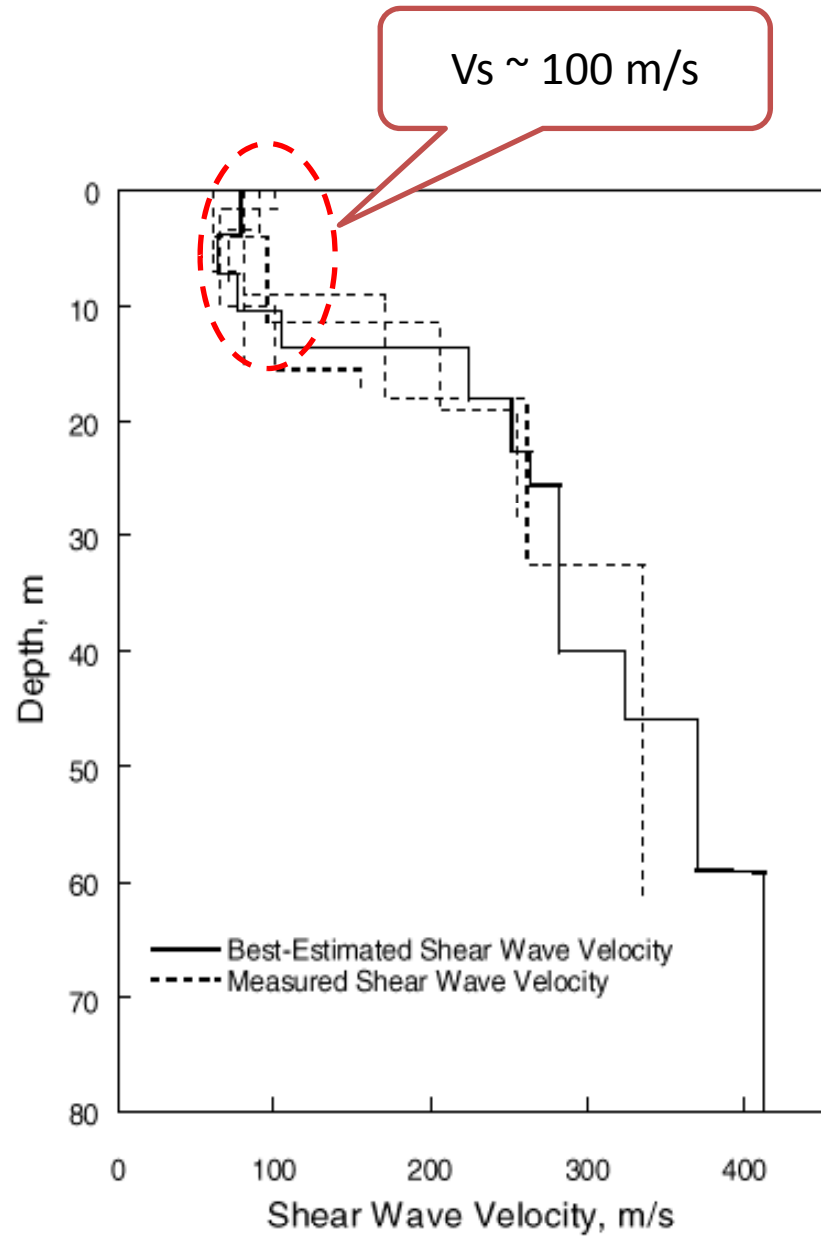 Vs ~ 100 m/s
0
10
20
30
40
50
60
70
80
Depth, m
Best-Estimated Shear Wave Velocity
Measured Shear Wave Velocity
0 100 200 300 400
Shear Wave Velocity, m/s